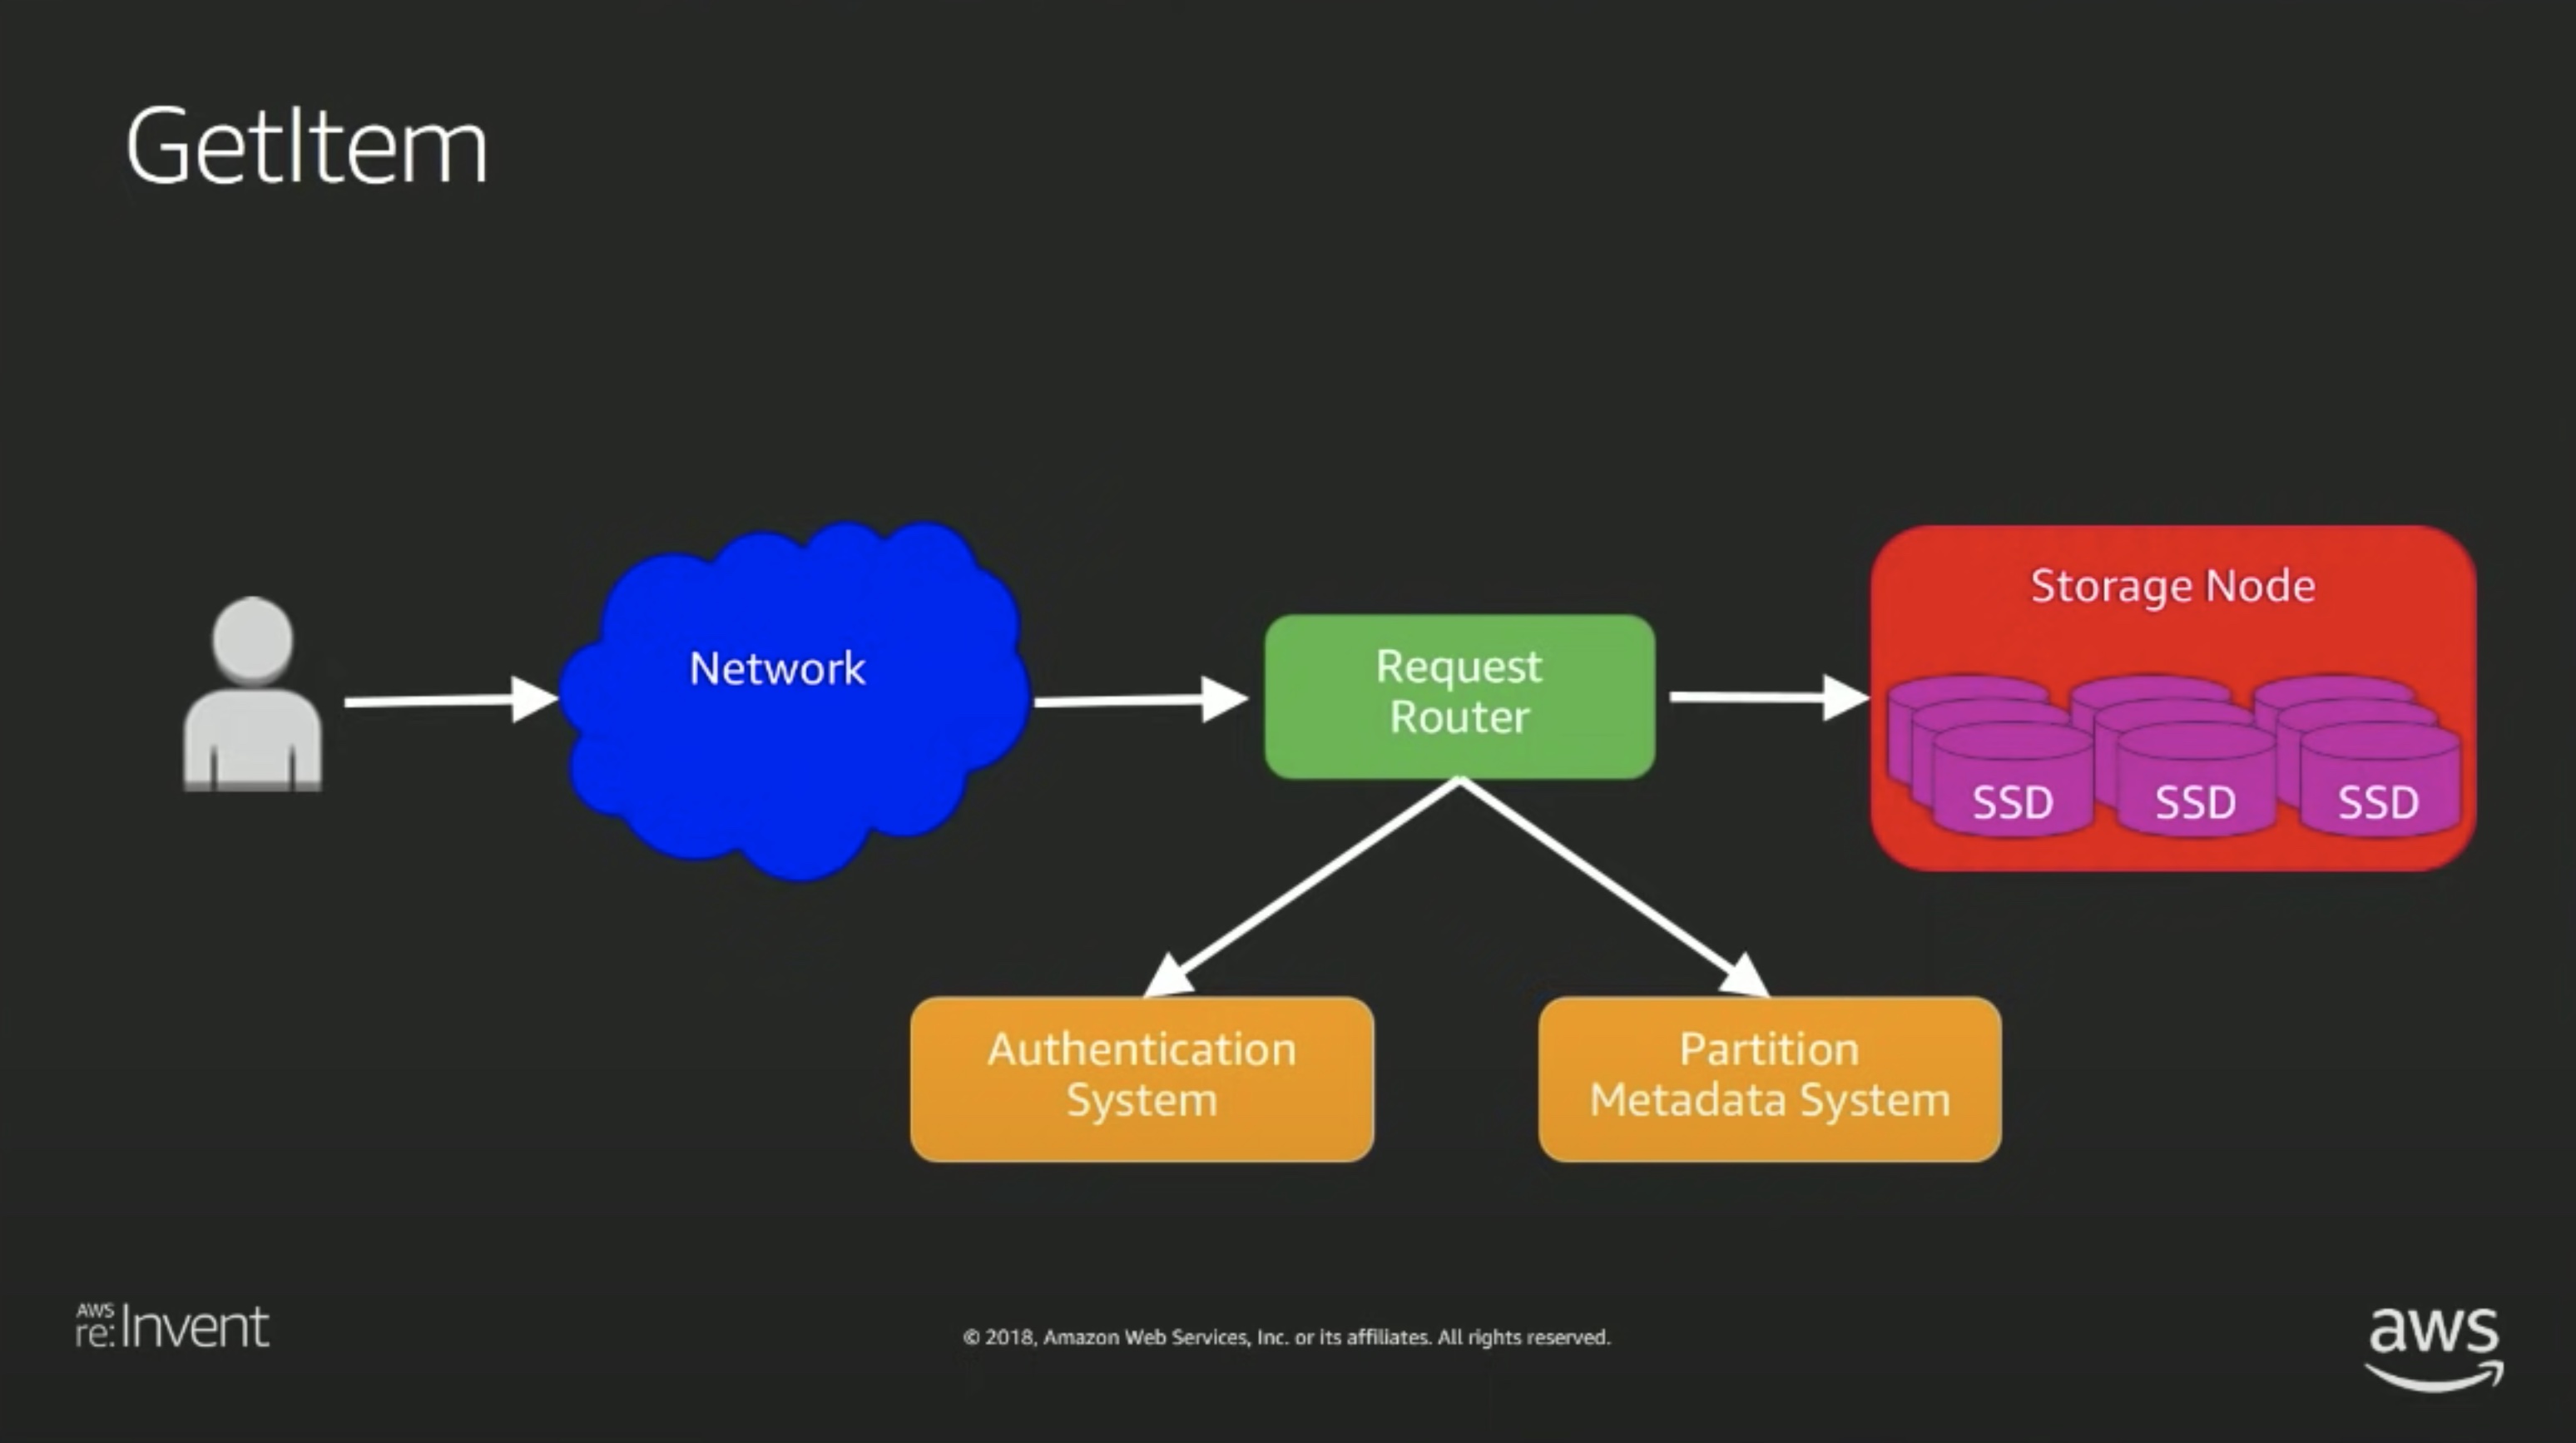 GetItem
Network
Request
Router
Storage Node
SSD
SSD
SSD
Authentication
System
Partition
Metadata System
AWS
re:Invent
© 2018, Amazon Web Services, Inc. or its affiliates. All rights reserved.
aws